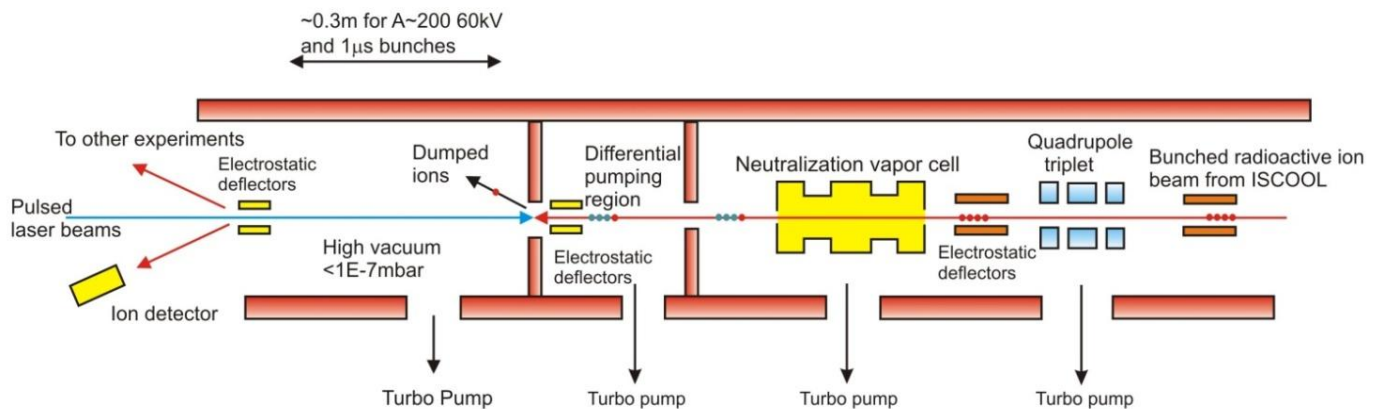 ~0.3m for A~200 60kV
and 1μs bunches
To other experiments
Electrostatic
deflectors
Pulsed
laser beams
Ion detector
High vacuum
<1E-7mbar
Dumped
ions
Differential
pumping
region
Electrostatic
deflectors
Neutralization vapor cell
Electrostatic
deflectors
Quadrupole
triplet
Bunched radioactive ion
beam from ISCOOL
Turbo Pump
Turbo pump
Turbo pump
Turbo pump